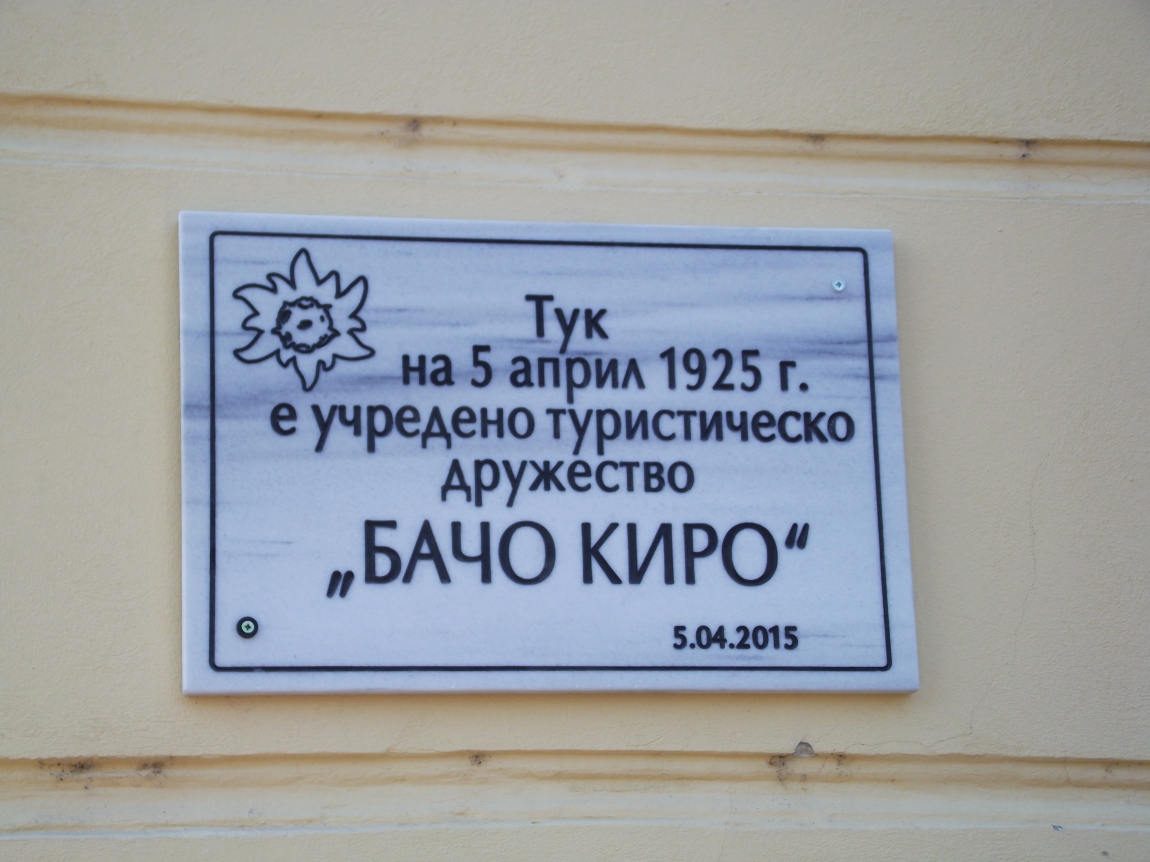 Тук
на 5 април 1925 г.
е учредено туристическо
дружество
„БАЧО КИРО“
5.04.2015